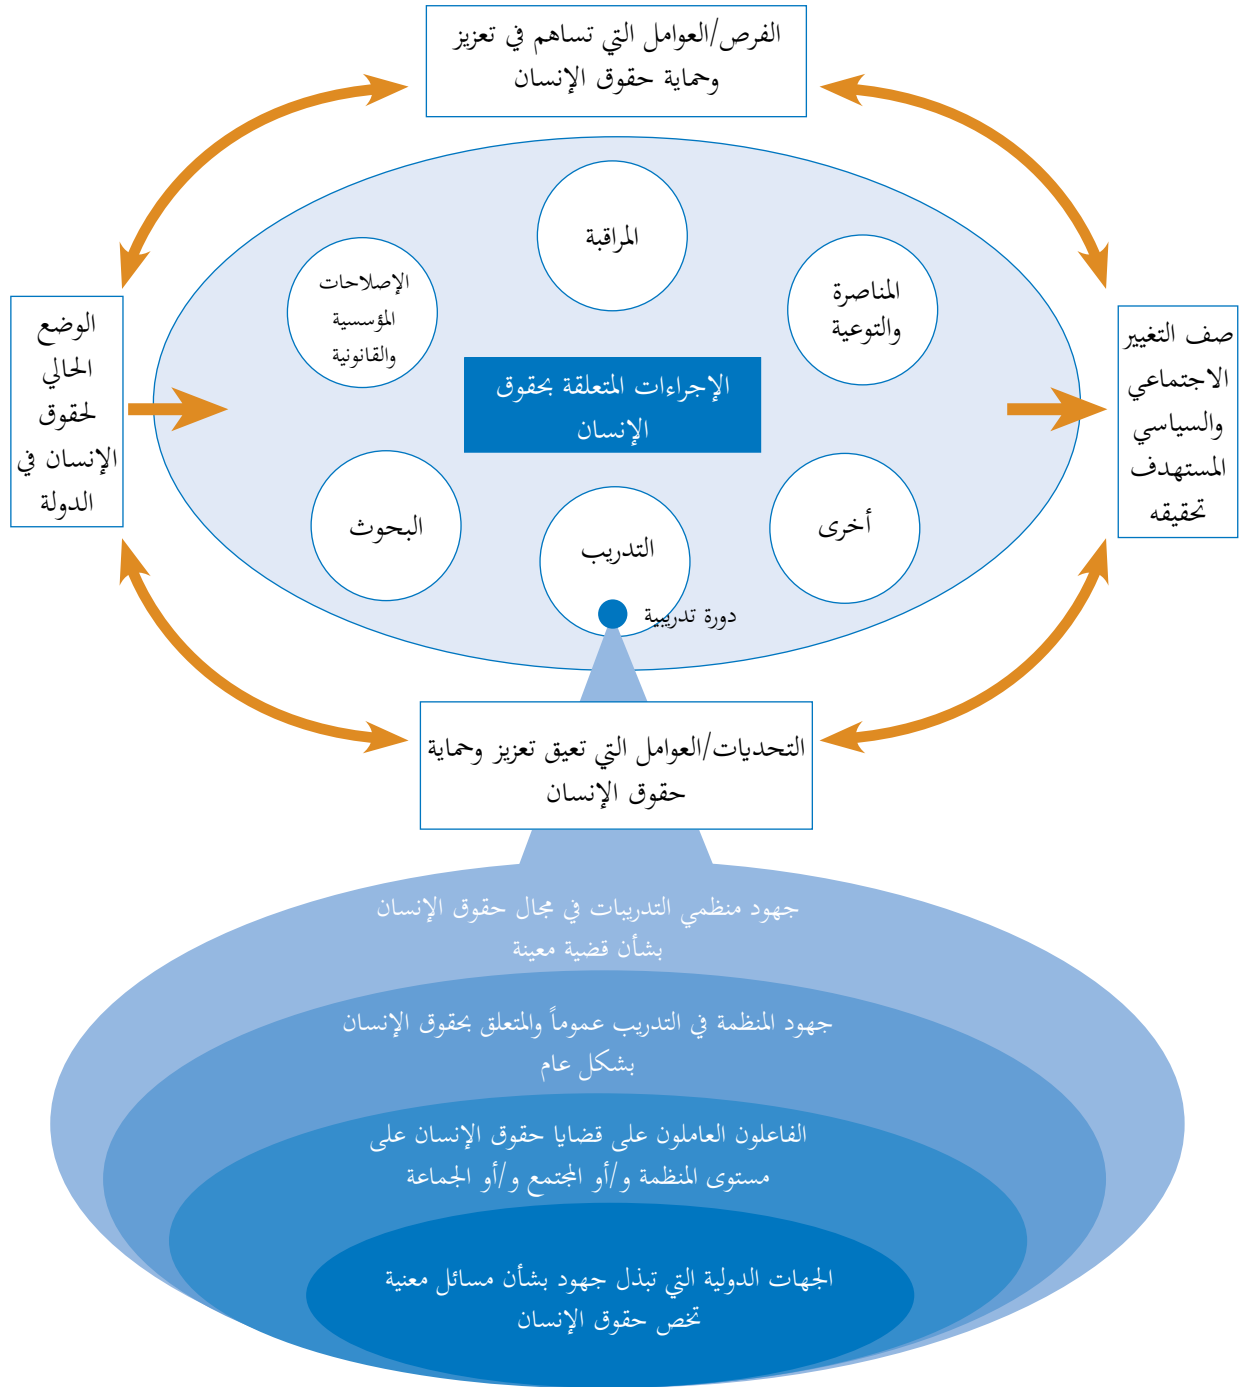 الفرص/العوامل التي تساهم في تعزيز
وحماية حقوق الإنسان
المراقبة
المناصرة
والتوعية
الإصلاحات
المؤسسية
والقانونية
صف التغيير
الاجتماعي
والسياسي
المستهدف
تحقيقه
الإجراءات المتعلقة بحقوق
الإنسان
الوضع
الحالي
لحقوق
الإنسان في
الدولة
أخرى
التدريب
البحوث
دورة تدريبية
التحديات/العوامل التي تعيق تعزيز وحماية
حقوق الإنسان
جهود منظمي التدريبات في مجال حقوق الإنسان
بشأن قضية معينة
جهود المنظمة في التدريب عموماً والمتعلق بحقوق الإنسان
بشكل عام
الفاعلون العاملون على قضايا حقوق الإنسان على
مستوى المنظمة و/أو المجتمع و/أو الجماعة
الجهات الدولية التي تبذل جهود بشأن مسائل معنية
تخص حقوق الإنسان